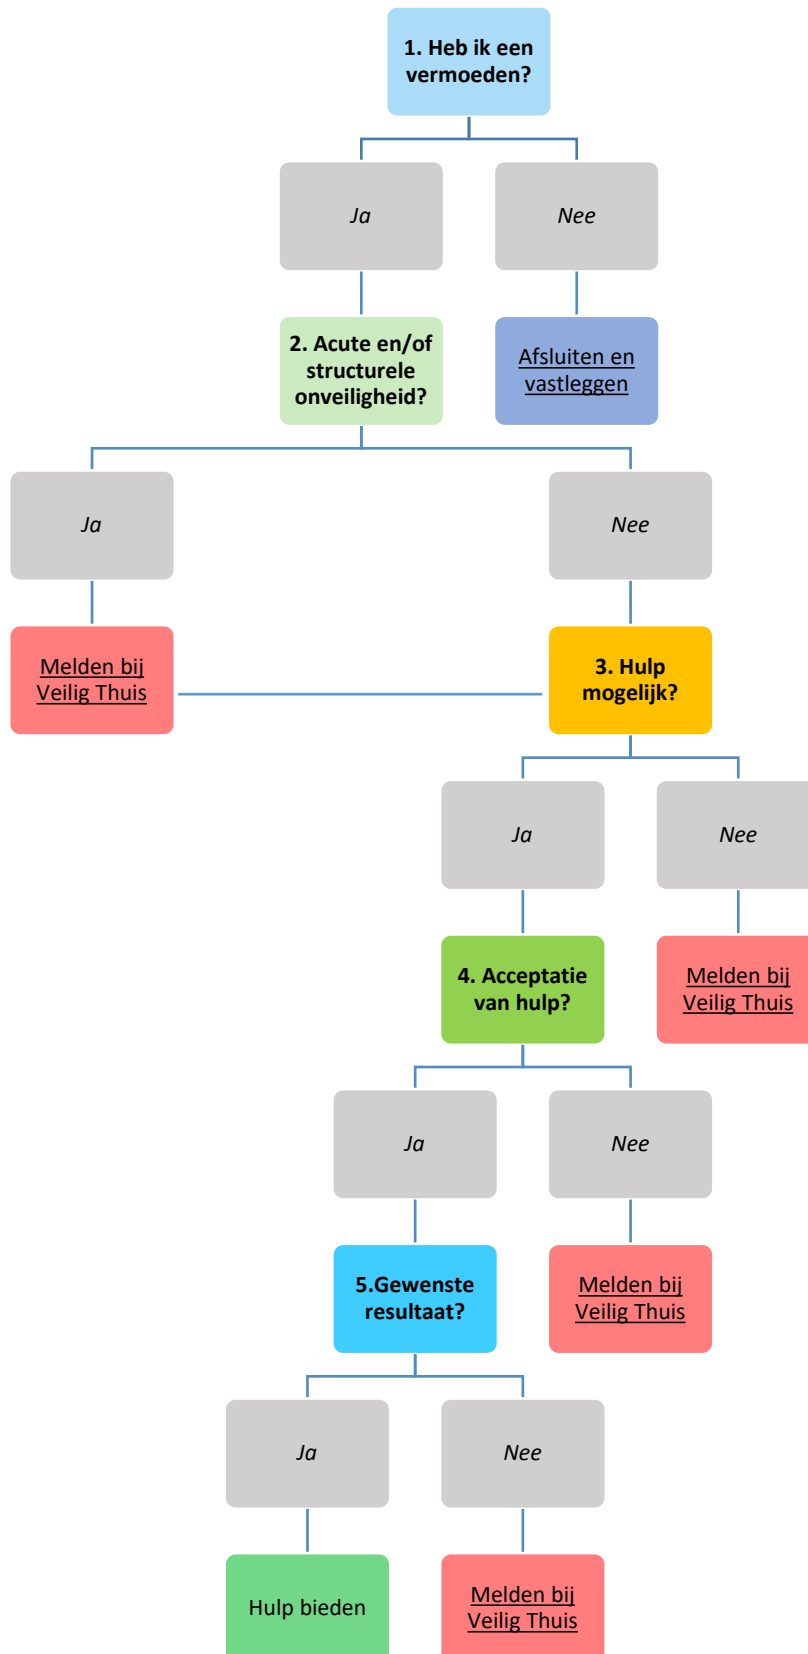 1. Heb ik een
vermoeden?
Ja
Nee
2. Acute en/of
structurele
onveiligheid?
Afsluiten en
vastleggen
Ja
Nee
Melden bij
Veilig Thuis
3. Hulp
mogelijk?
Ja
Nee
4. Acceptatie
van hulp?
Melden bij
Veilig Thuis
Ja
Nee
5.Gewenste
resultaat?
Melden bij
Veilig Thuis
Ja
Nee
Hulp bieden
Melden bij
Veilig Thuis